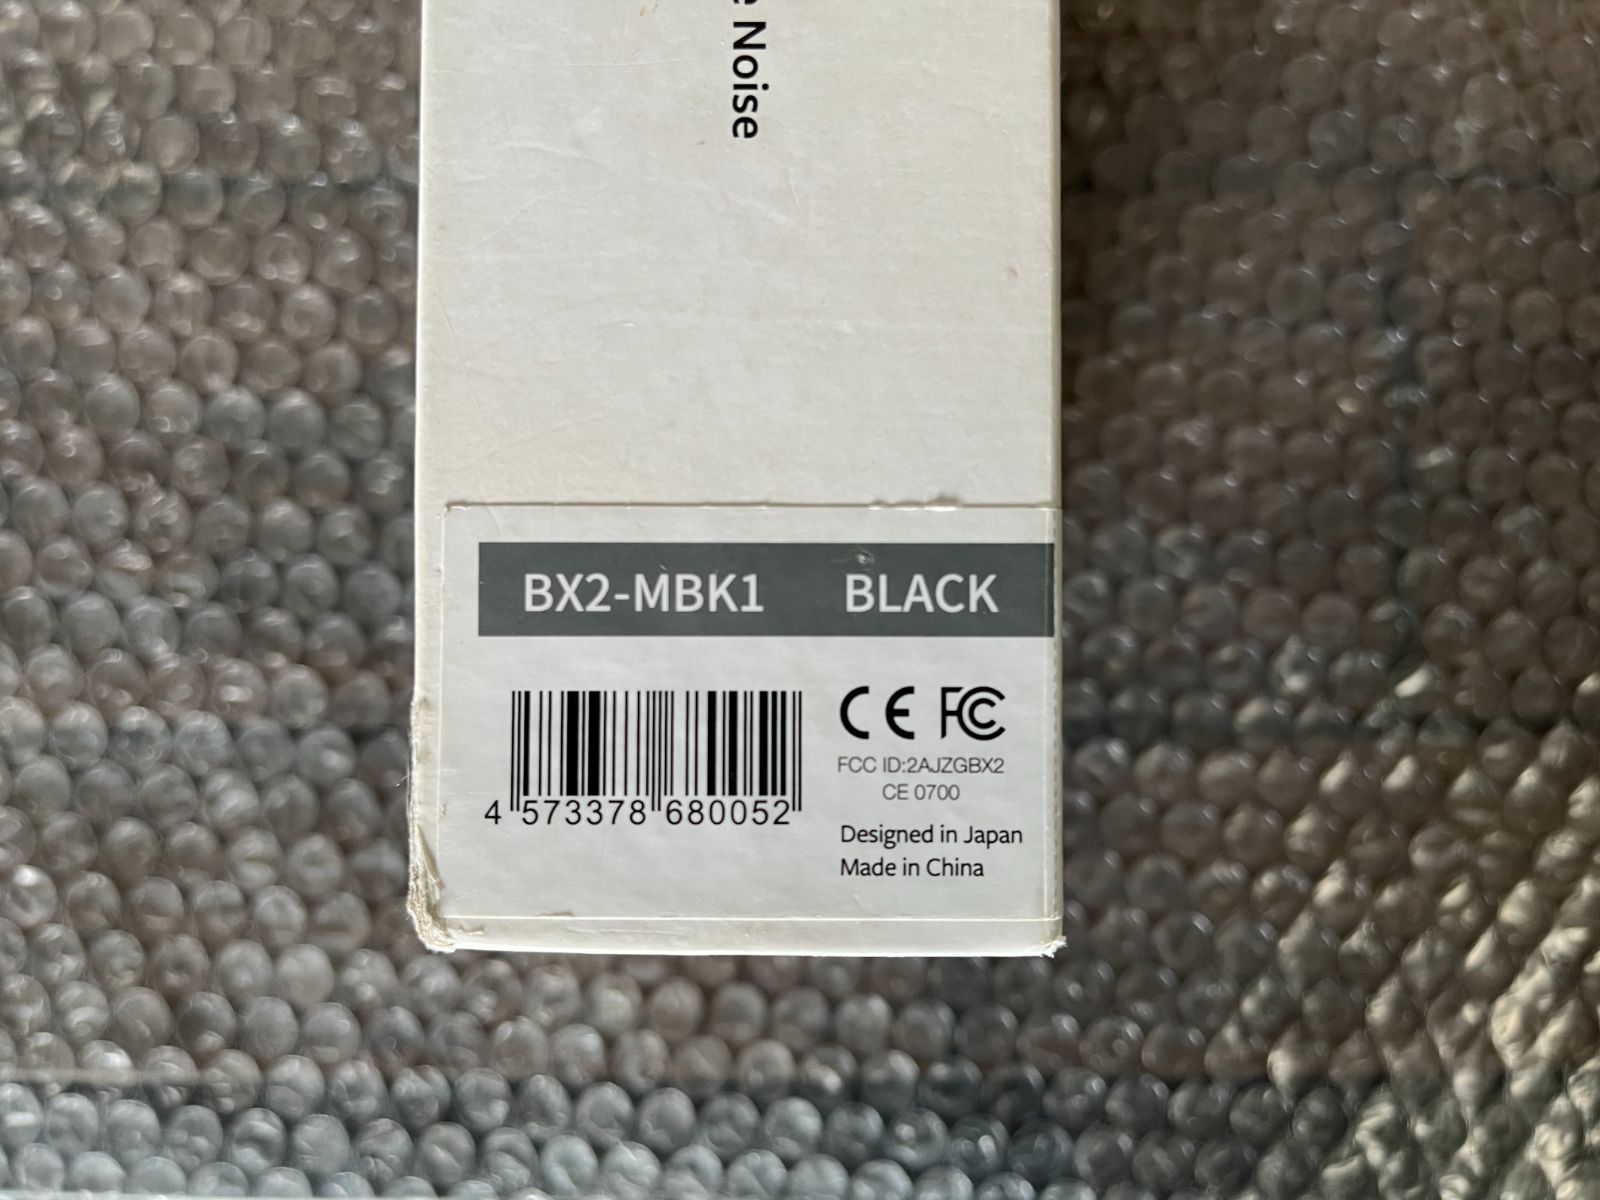 Noise
BX2-MBK1 BLACK
4 573378 680052
CE FC
FCC ID:2AJZGBX2
CE 0700
Designed in Japan
Made in China